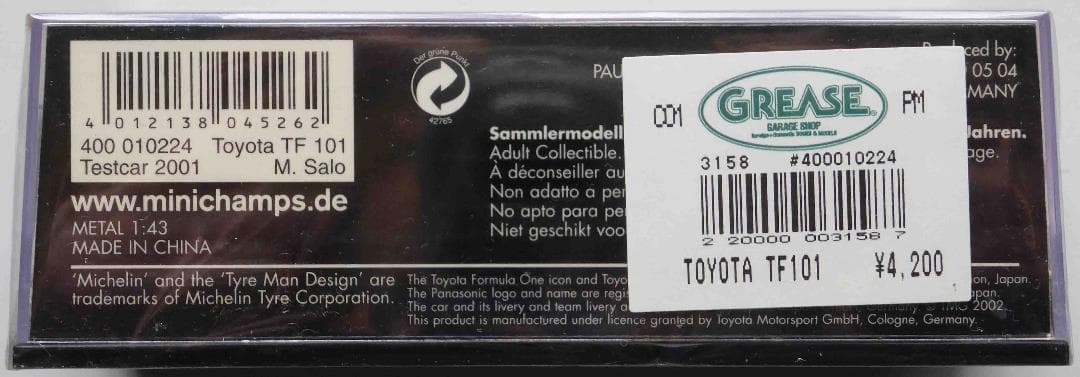 4 012138 045262
400 010224 Toyota TF 101
Testcar 2001 M. Salo
www.minichamps.de
METAL 1:43
MADE IN CHINA
'Michelin' and the 'Tyre Man Design' are
trademarks of Michelin Tyre Corporation.
Der grüne Punkt
42765
PAU
ced by:
05 04
MANY
Sammlermodell
Jahren.
Adult Collectible.
age.
À déconseiller au
Non adatto a per
No apto para pe
Niet geschikt voo
The Toyota Formula One icon and Toyo
on, Japan.
The Panasonic logo and name are regis
apan.
The car and its livery and team livery a
TMG 2002.
This product is manufactured under licence granted by Toyota Motorsport GmbH, Cologne, Germany.
001 GREASE PM
GARAGE SHOP
3158 #400010224
2 20000 003158 7
TOYOTA TF101 ¥4,200